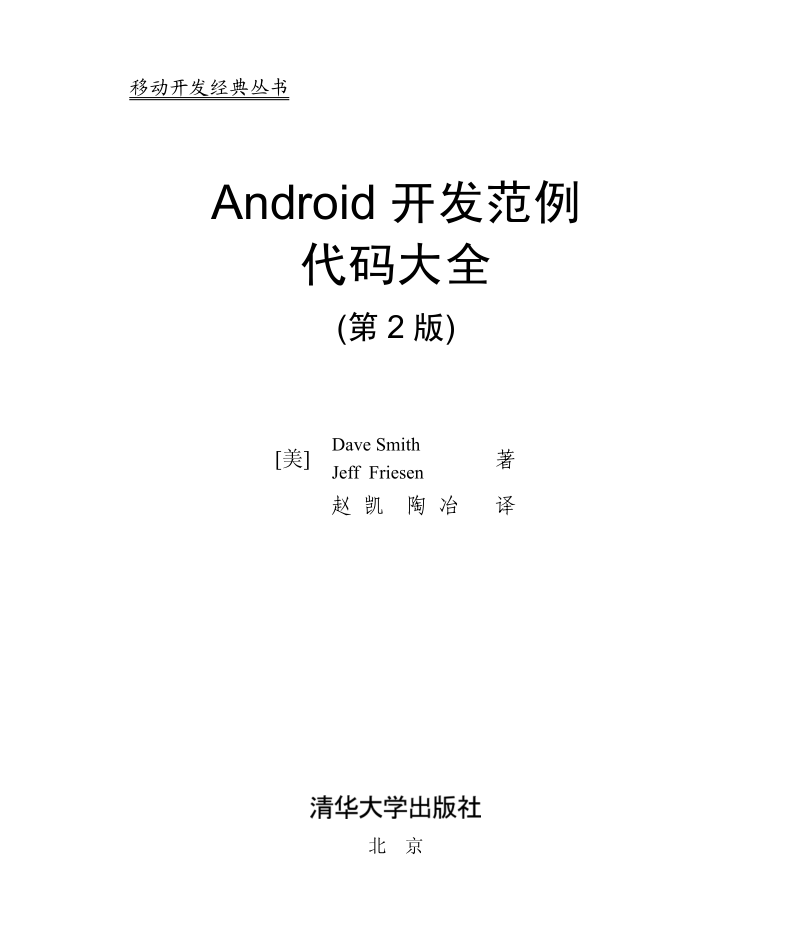 移动开发经典丛书
Android 开发范例
代码大全
(第 2 版)
[美] Dave Smith
Jeff Friesen 著
赵 凯 陶 冶 译
清华大学出版社
北 京